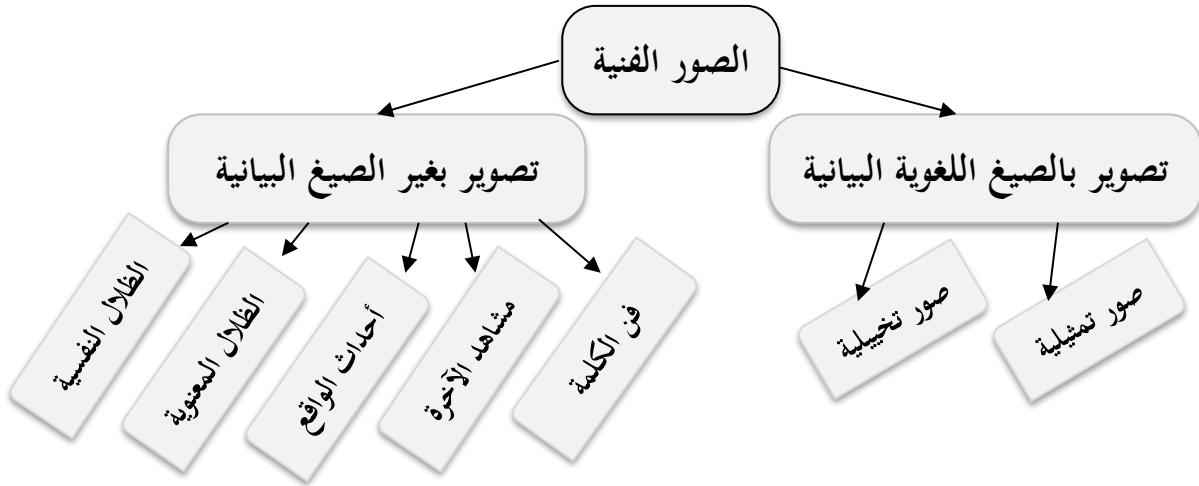 الصور الفنية
تصوير بالصيغ اللغوية البيانية
تصوير بغير الصيغ البيانية
صور تمثيلية
صور تخييلية
فن الكلمة
مشاهد الآخرة
أحداث الواقع
الظلال المعنوية
الظلال النفسية